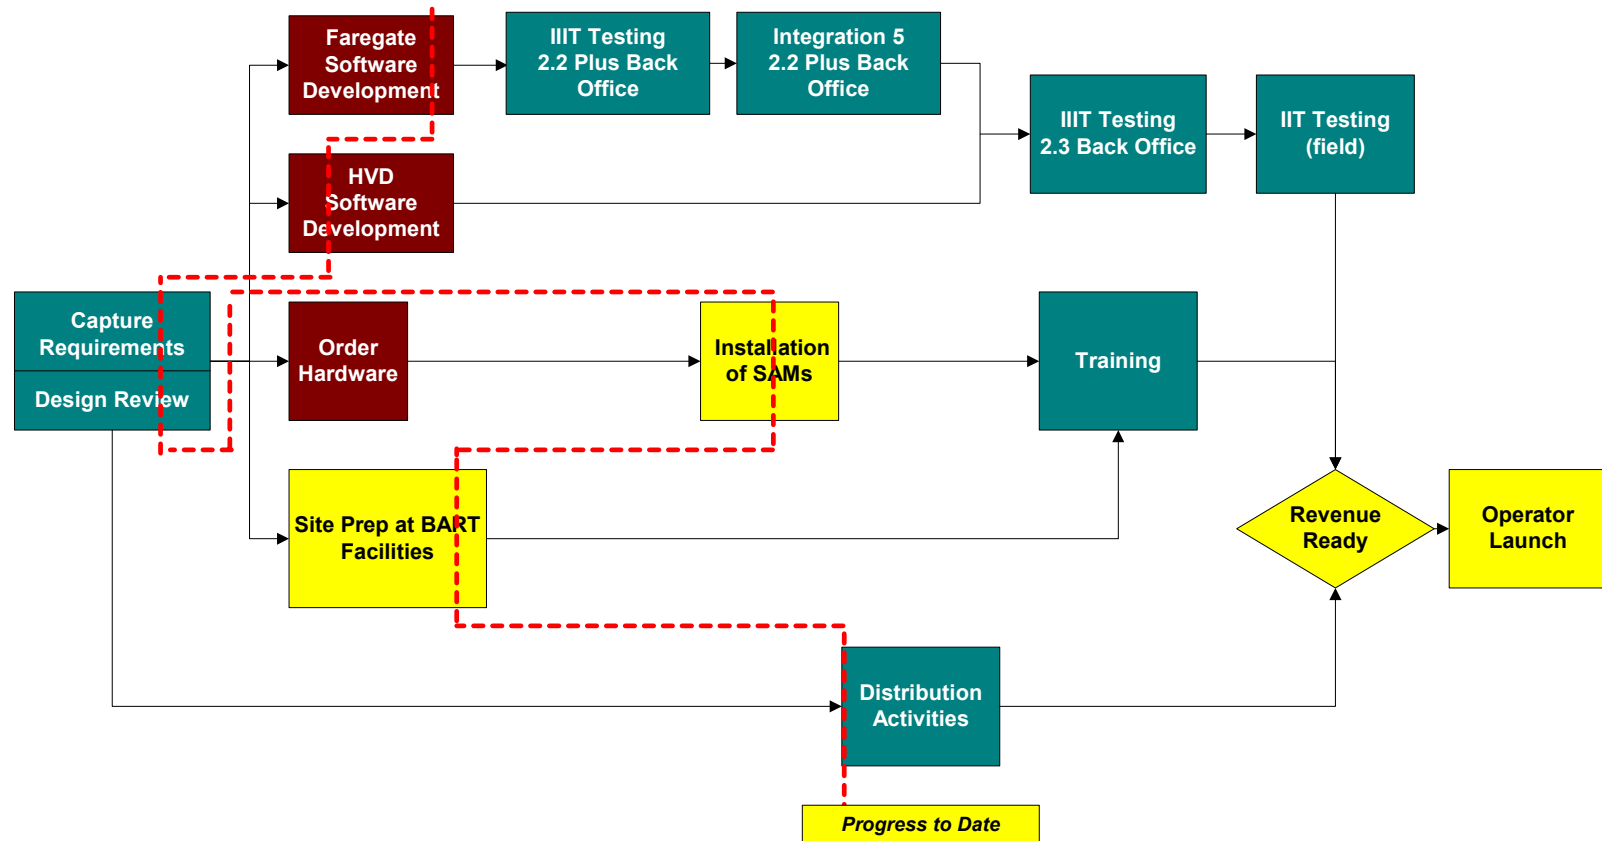 Faregate
Software
Development
IIIT Testing
2.2 Plus Back
Office
Integration 5
2.2 Plus Back
Office
IIIT Testing
2.3 Back Office
IIT Testing
(field)
HVD
Software
Development
Capture
Requirements
Design Review
Order
Hardware
Installation
of SAMs
Training
Site Prep at BART
Facilities
Revenue
Ready
Operator
Launch
Distribution
Activities
Progress to Date